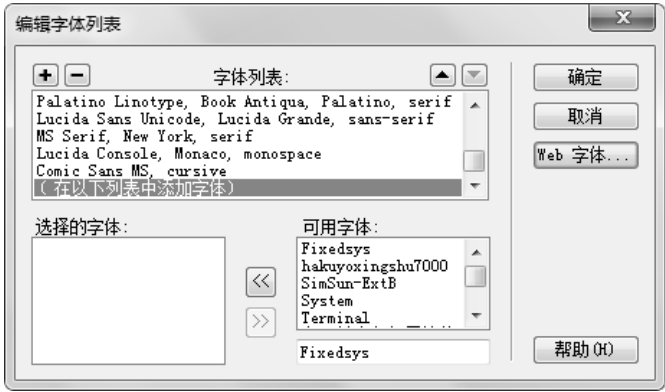 编辑字体列表
字体列表:
Palatino Linotype, Book Antiqua, Palatino, serif
Lucida Sans Unicode, Lucida Grande, sans-serif
MS Serif, New York, serif
Lucida Console, Monaco, monospace
Comic Sans MS, cursive
(在以下列表中添加字体)
确定
取消
Web 字体...
选择的字体:
可用字体:
Fixedsys
hakuyoxingshu7000
SimSun-ExtB
System
Terminal
<<
>>
Fixedsys
帮助(H)